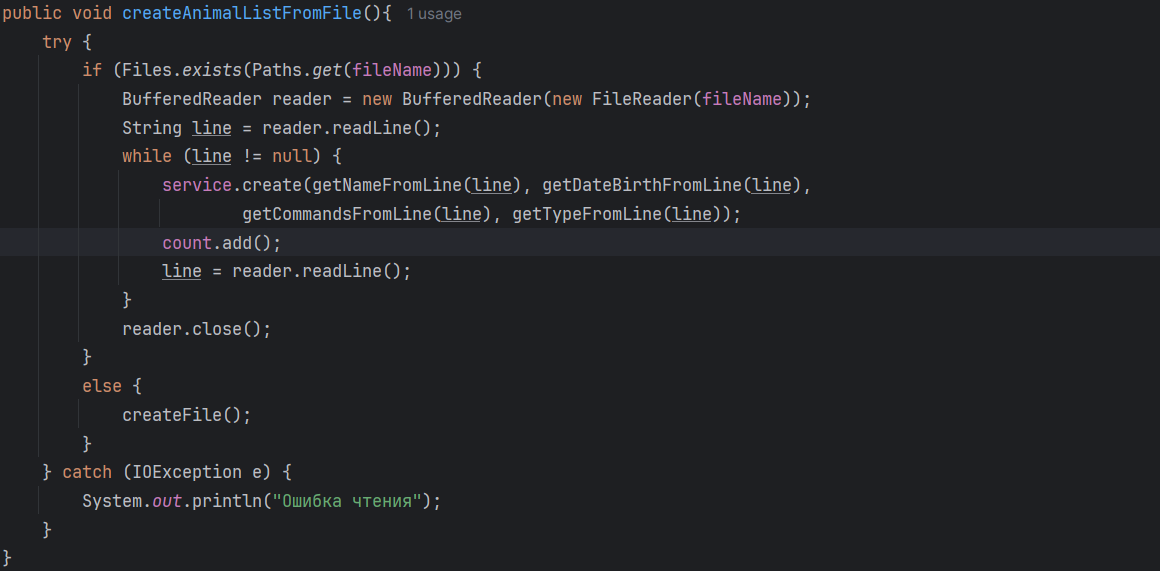 public void createAnimalListFromFile(){ 1 usage
    try {
        if (Files.exists(Paths.get(fileName))) {
            BufferedReader reader = new BufferedReader(new FileReader(fileName));
            String line = reader.readLine();
            while (line != null) {
                service.create(getNameFromLine(line), getDateBirthFromLine(line),
                        getCommandsFromLine(line), getTypeFromLine(line));
                count.add();
                line = reader.readLine();
            }
            reader.close();
        }
        else {
            createFile();
        }
    } catch (IOException e) {
        System.out.println("Ошибка чтения");
    }
}